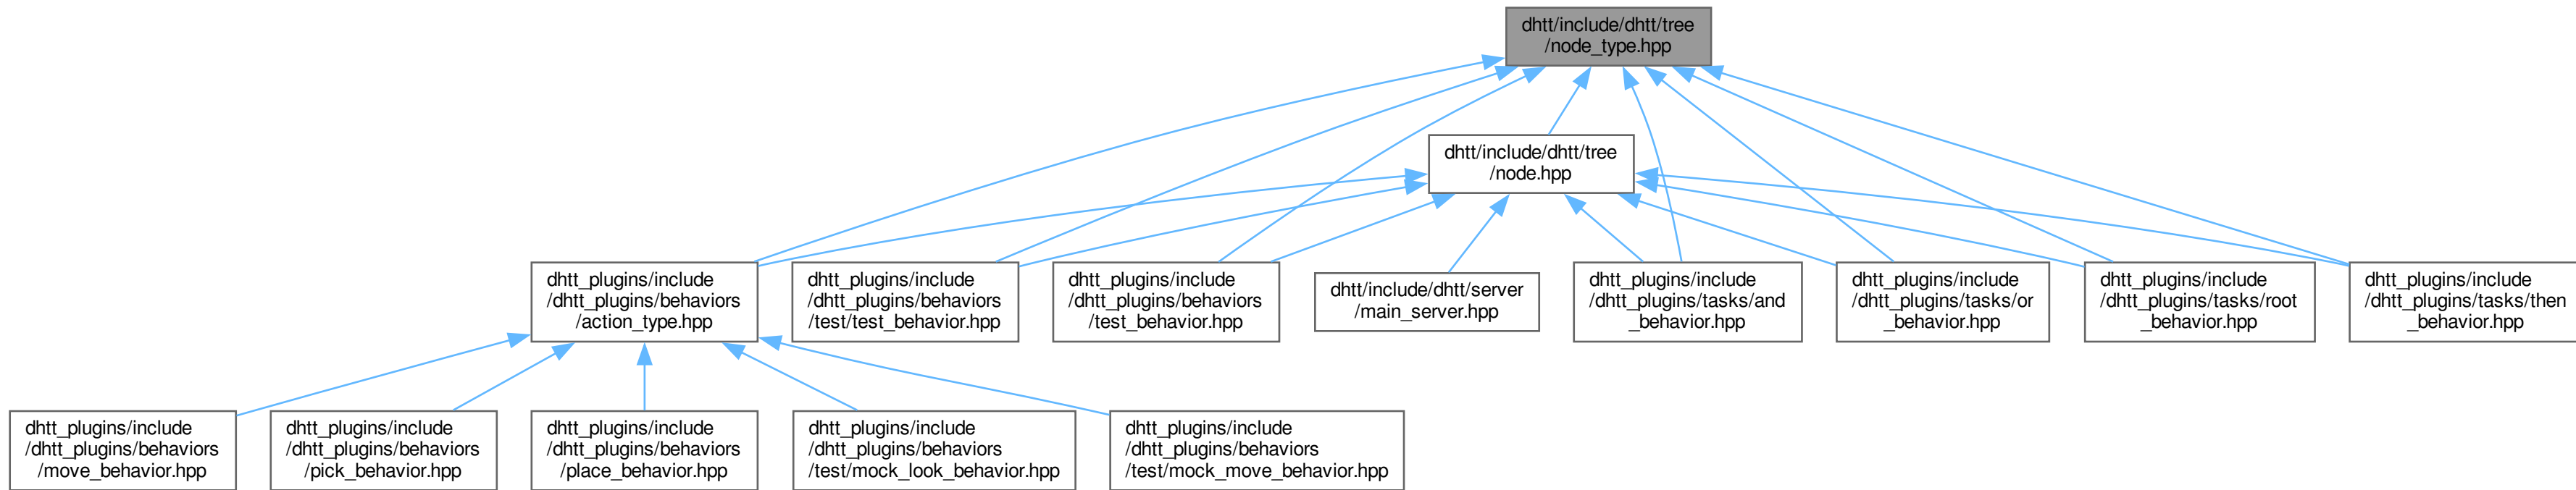 dhtt/include/dhtt/tree
/node_type.hpp
dhtt/include/dhtt/tree
/node.hpp
dhtt_plugins/include
/dhtt_plugins/behaviors
/action_type.hpp
dhtt_plugins/include
/dhtt_plugins/behaviors
/test/test_behavior.hpp
dhtt_plugins/include
/dhtt_plugins/behaviors
/test_behavior.hpp
dhtt/include/dhtt/server
/main_server.hpp
dhtt_plugins/include
/dhtt_plugins/tasks/and
_behavior.hpp
dhtt_plugins/include
/dhtt_plugins/tasks/or
_behavior.hpp
dhtt_plugins/include
/dhtt_plugins/tasks/root
_behavior.hpp
dhtt_plugins/include
/dhtt_plugins/tasks/then
_behavior.hpp
dhtt_plugins/include
/dhtt_plugins/behaviors
/move_behavior.hpp
dhtt_plugins/include
/dhtt_plugins/behaviors
/pick_behavior.hpp
dhtt_plugins/include
/dhtt_plugins/behaviors
/place_behavior.hpp
dhtt_plugins/include
/dhtt_plugins/behaviors
/test/mock_look_behavior.hpp
dhtt_plugins/include
/dhtt_plugins/behaviors
/test/mock_move_behavior.hpp